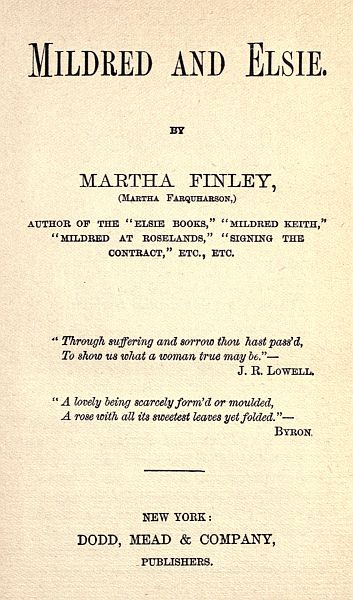 MILDRED AND ELSIE.
BY
MARTHA FINLEY,
(MARTHA FARQUHARSON,)
AUTHOR OF THE "ELSIE BOOKS," "MILDRED KEITH,"
"MILDRED AT ROSELANDS," "SIGNING THE
CONTRACT," ETC., ETC.
"Through suffering and sorrow thou hast pass'd,
To show us what a woman true may be."—
J. R. LOWELL.
"A lovely being scarcely form'd or moulded,
A rose with all its sweetest leaves yet folded."—
BYRON.
NEW YORK:
DODD, MEAD & COMPANY,
PUBLISHERS.